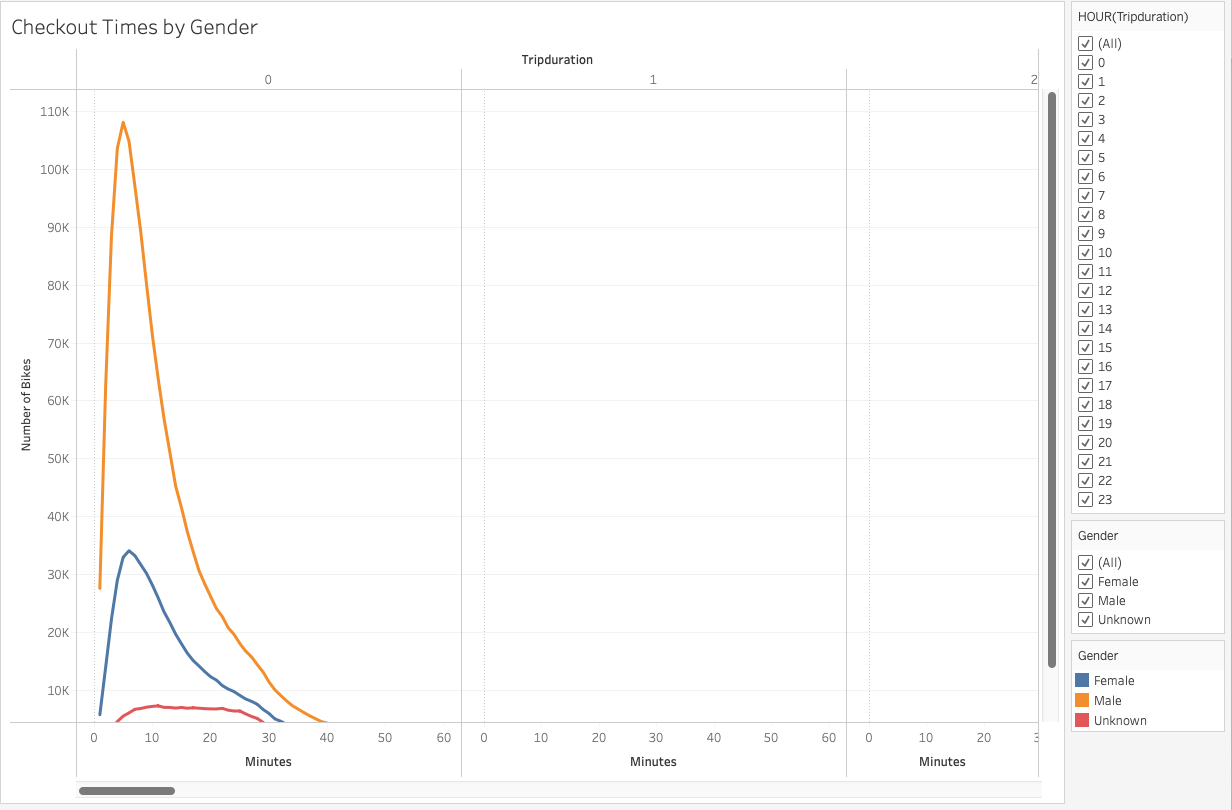 Checkout Times by Gender
Tripduration
0 1 2
110K
100K
90K
80K
70K
60K
50K
40K
30K
20K
10K
Number of Bikes
0 10 20 30 40 50 60 0 10 20 30 40 50 60 0 10 20
Minutes Minutes Minutes
HOUR(Tripduration)
(All)
0
1
2
3
4
5
6
7
8
9
10
11
12
13
14
15
16
17
18
19
20
21
22
23
Gender
(All)
Female
Male
Unknown
Gender
Female
Male
Unknown